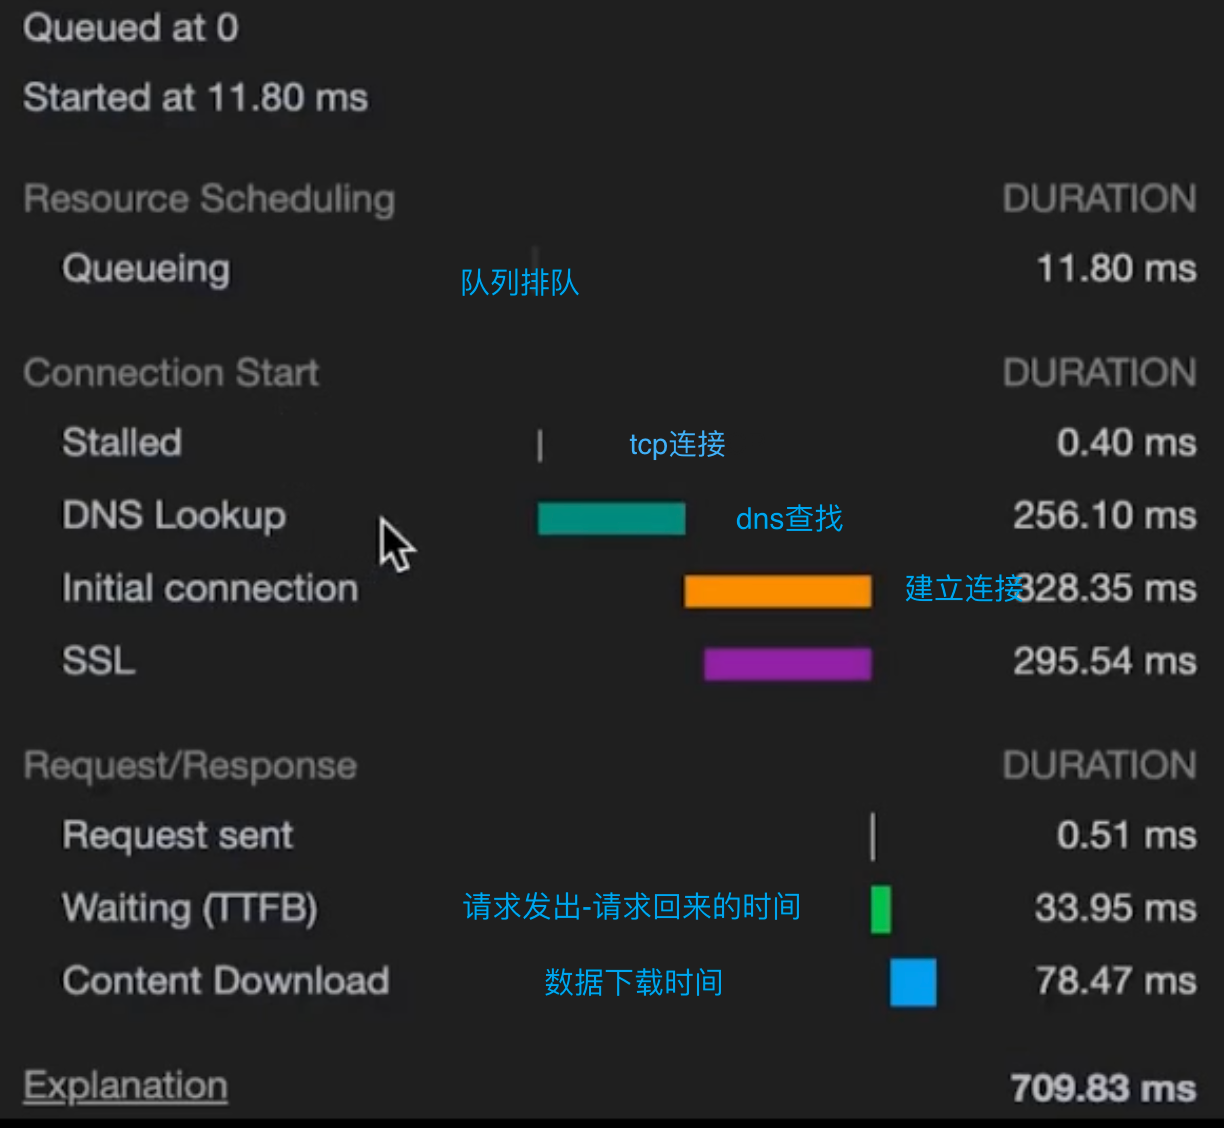 Queued at 0
Started at 11.80 ms
Resource Scheduling DURATION
Queueing 队列排队 11.80 ms
Connection Start DURATION
Stalled tcp连接 0.40 ms
DNS Lookup dns查找 256.10 ms
Initial connection 建立连接 328.35 ms
SSL 295.54 ms
Request/Response DURATION
Request sent 0.51 ms
Waiting (TTFB) 请求发出-请求回来的时间 33.95 ms
Content Download 数据下载时间 78.47 ms
Explanation 709.83 ms